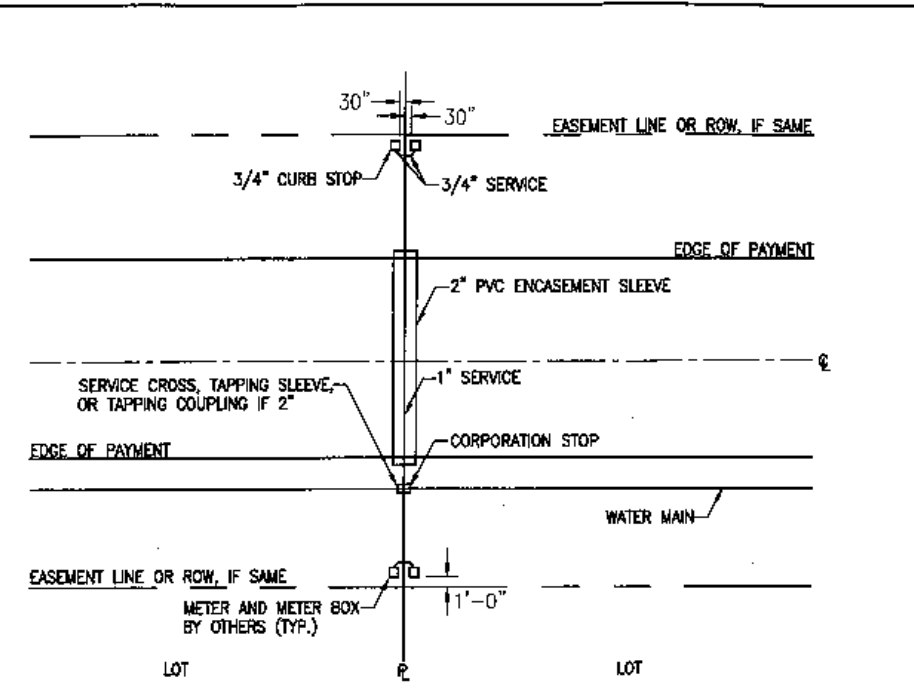 30"
30"
EASEMENT LINE OR ROW, IF SAME
3/4" CURB STOP
3/4" SERVICE
EDGE OF PAYMENT
2" PVC ENCASEMENT SLEEVE
℄
1" SERVICE
SERVICE CROSS, TAPPING SLEEVE,
OR TAPPING COUPLING IF 2"
CORPORATION STOP
EDGE OF PAYMENT
WATER MAIN
EASEMENT LINE OR ROW, IF SAME
1'-0"
METER AND METER BOX
BY OTHERS (TYP.)
LOT
PL
LOT